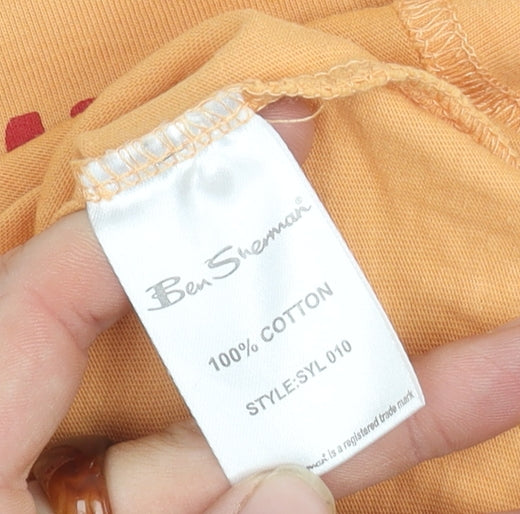 Ben Sherman®
100% COTTON
STYLE:SYL 010
is a registered trade mark